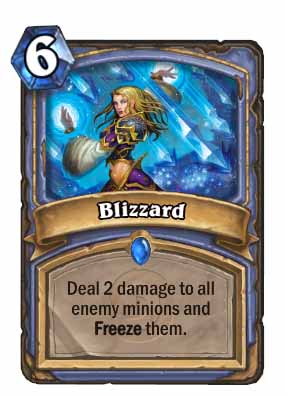 6
Blizzard
Deal 2 damage to all
enemy minions and
Freeze them.